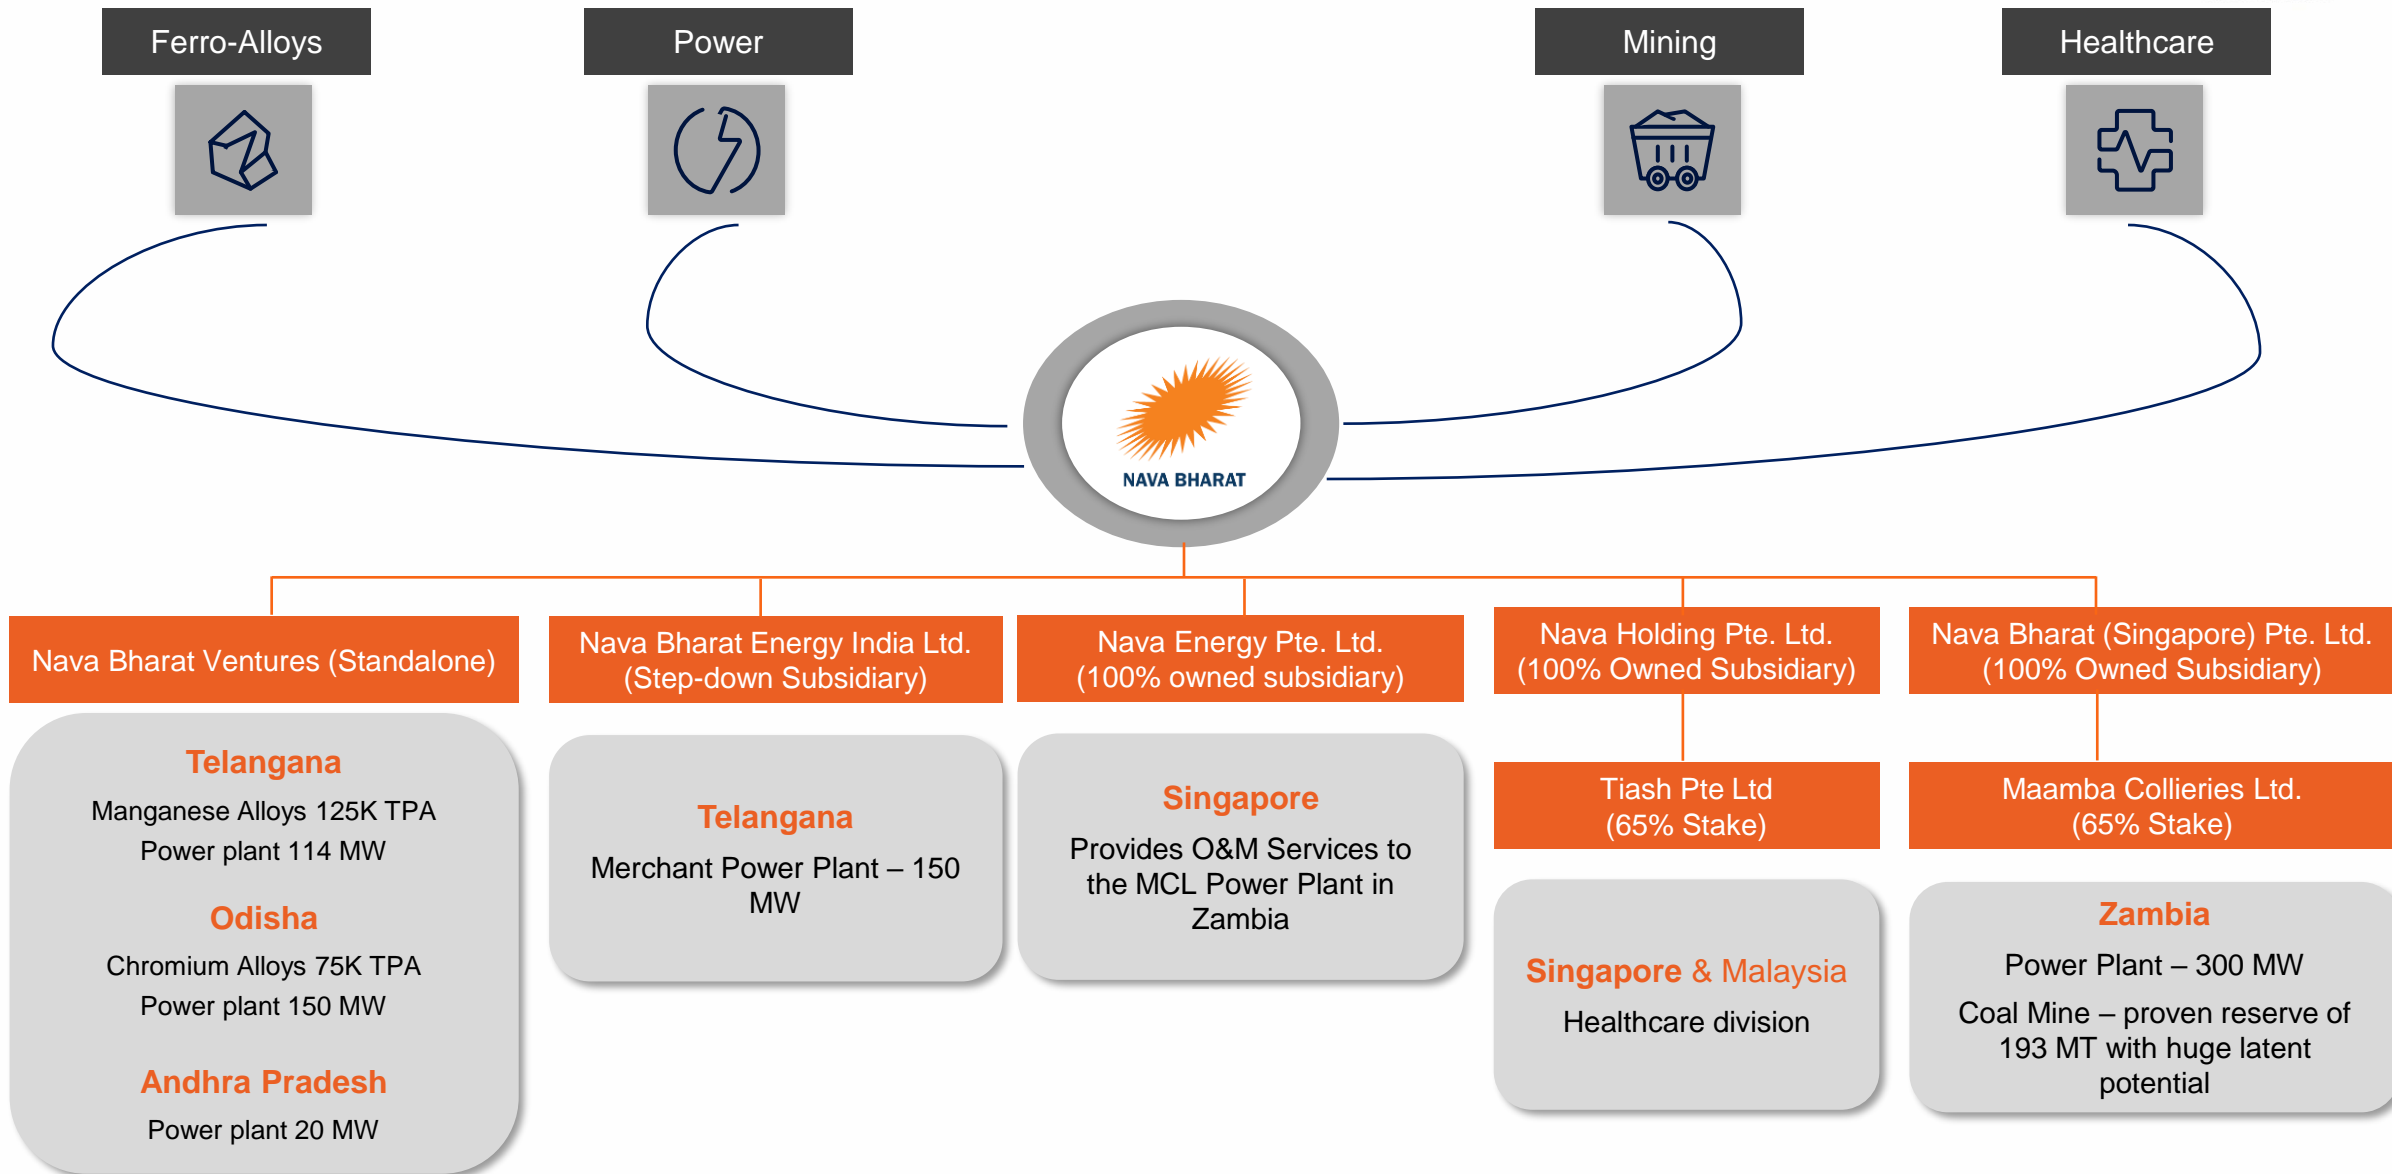 Ferro-Alloys
Power
Mining
Healthcare
NAVA BHARAT
Nava Bharat Ventures (Standalone)
Telangana
Manganese Alloys 125K TPA
Power plant 114 MW
Odisha
Chromium Alloys 75K TPA
Power plant 150 MW
Andhra Pradesh
Power plant 20 MW
Nava Bharat Energy India Ltd.
(Step-down Subsidiary)
Telangana
Merchant Power Plant – 150
MW
Nava Energy Pte. Ltd.
(100% owned subsidiary)
Singapore
Provides O&M Services to
the MCL Power Plant in
Zambia
Nava Holding Pte. Ltd.
(100% Owned Subsidiary)
Tiash Pte Ltd
(65% Stake)
Singapore & Malaysia
Healthcare division
Nava Bharat (Singapore) Pte. Ltd.
(100% Owned Subsidiary)
Maamba Collieries Ltd.
(65% Stake)
Zambia
Power Plant – 300 MW
Coal Mine – proven reserve of
193 MT with huge latent
potential